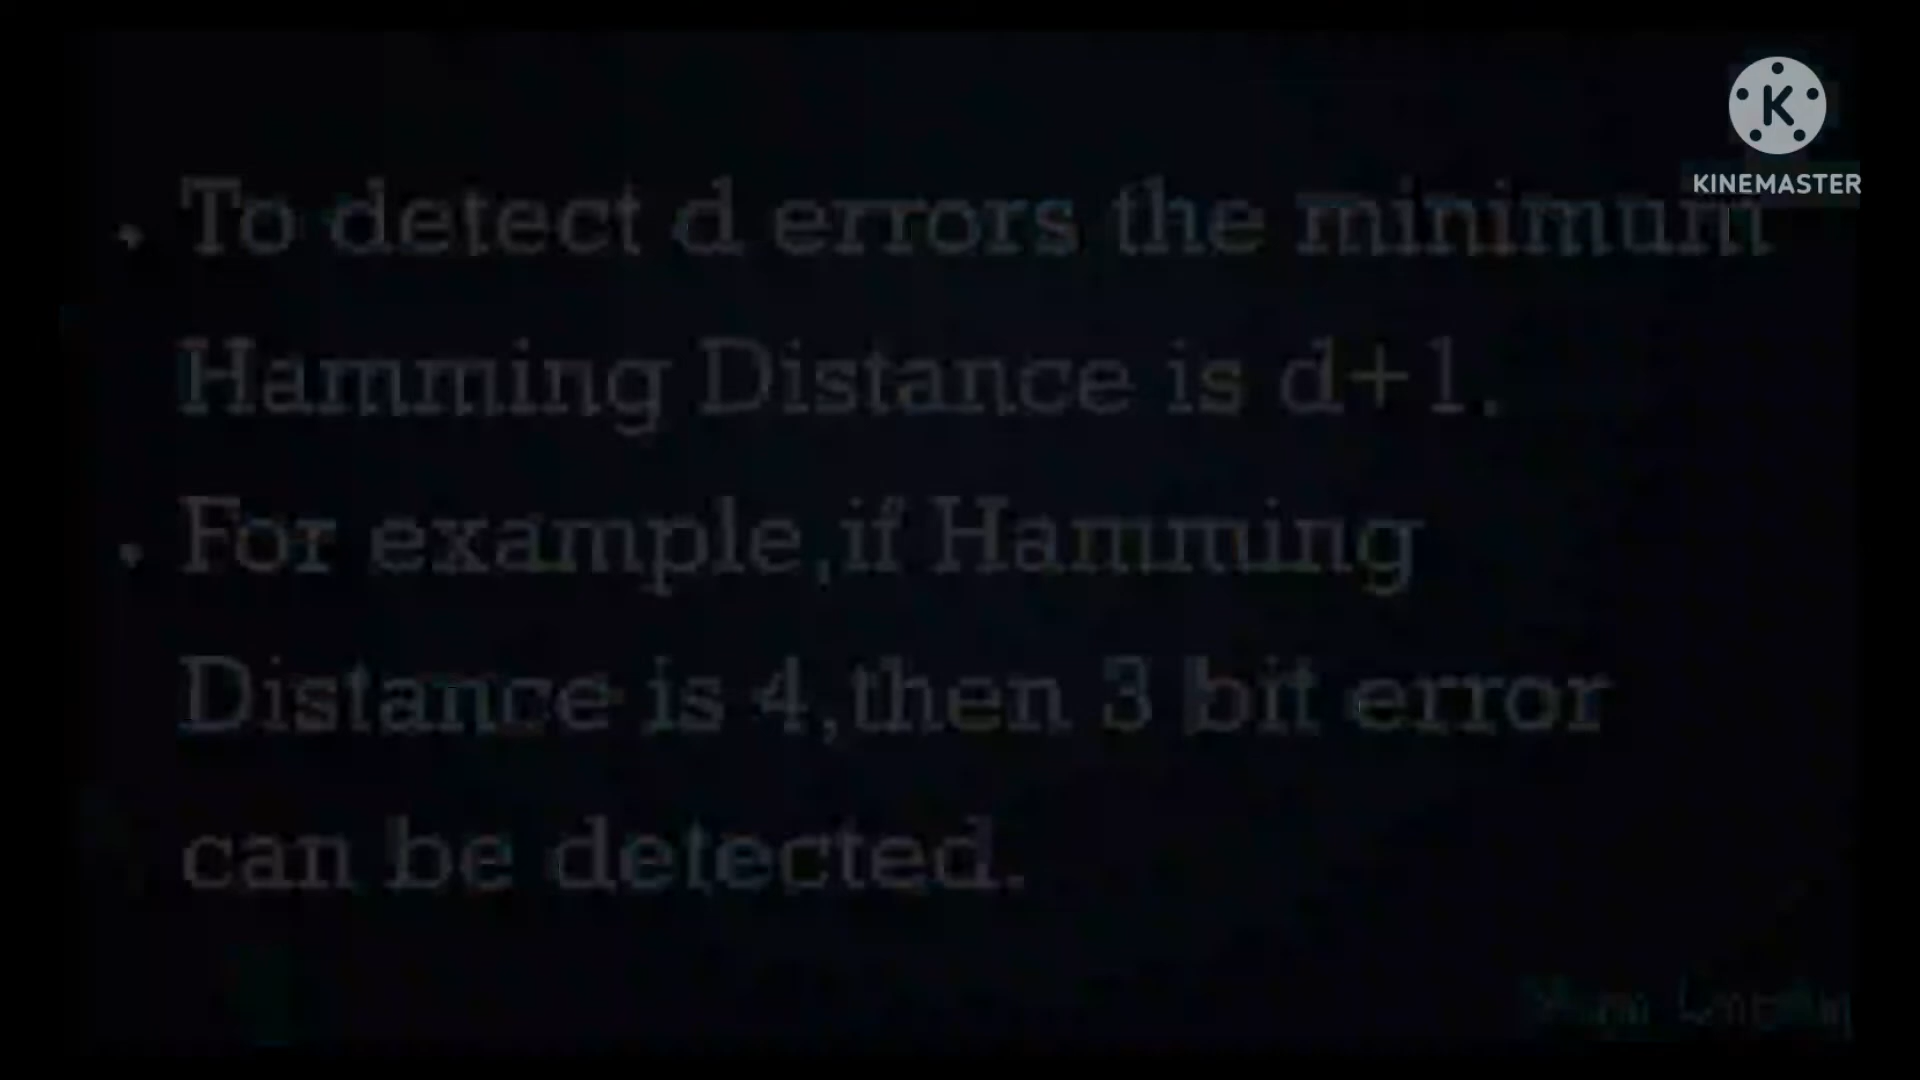 KINEMASTER
• To detect d errors the minimum
Hamming Distance is d+1.
• For example,if Hamming
Distance is 4,then 3 bit error
can be detected.